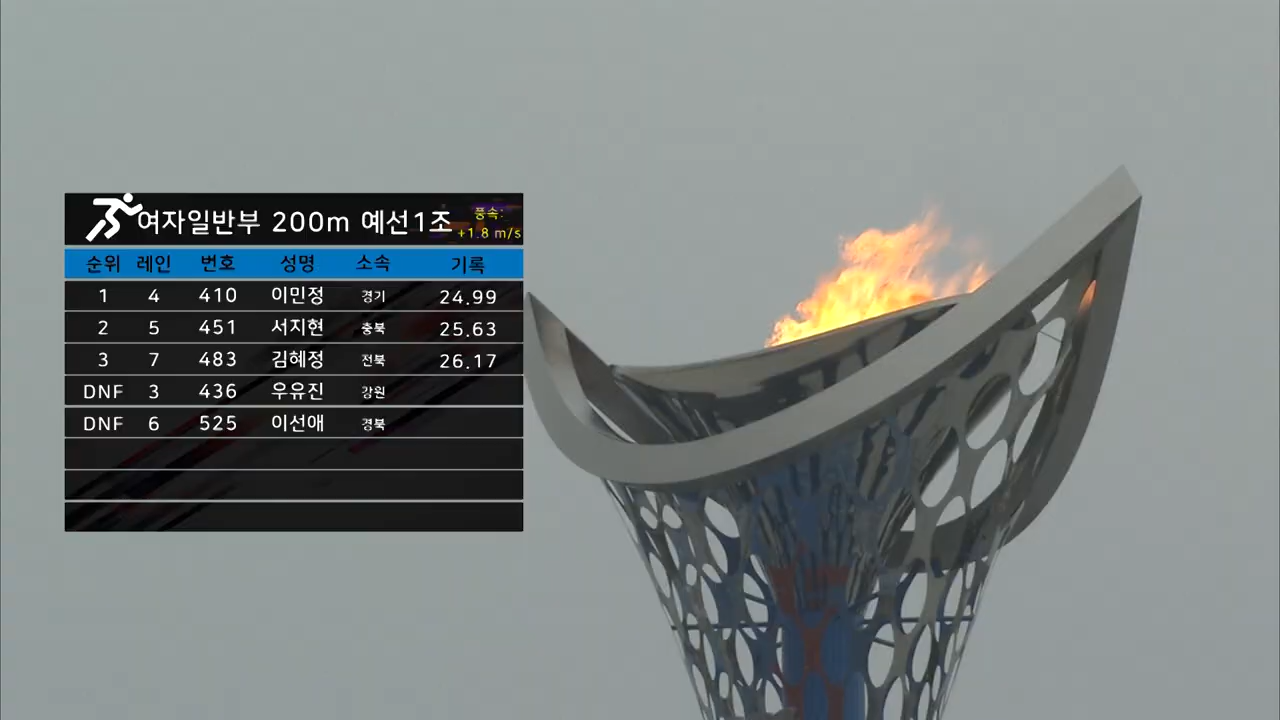 여자일반부 200m 예선1조 풍속: +1.8 m/s
순위 레인 번호 성명 소속 기록
1 4 410 이민정 경기 24.99
2 5 451 서지현 충북 25.63
3 7 483 김혜정 전북 26.17
DNF 3 436 우유진 강원
DNF 6 525 이선애 경북